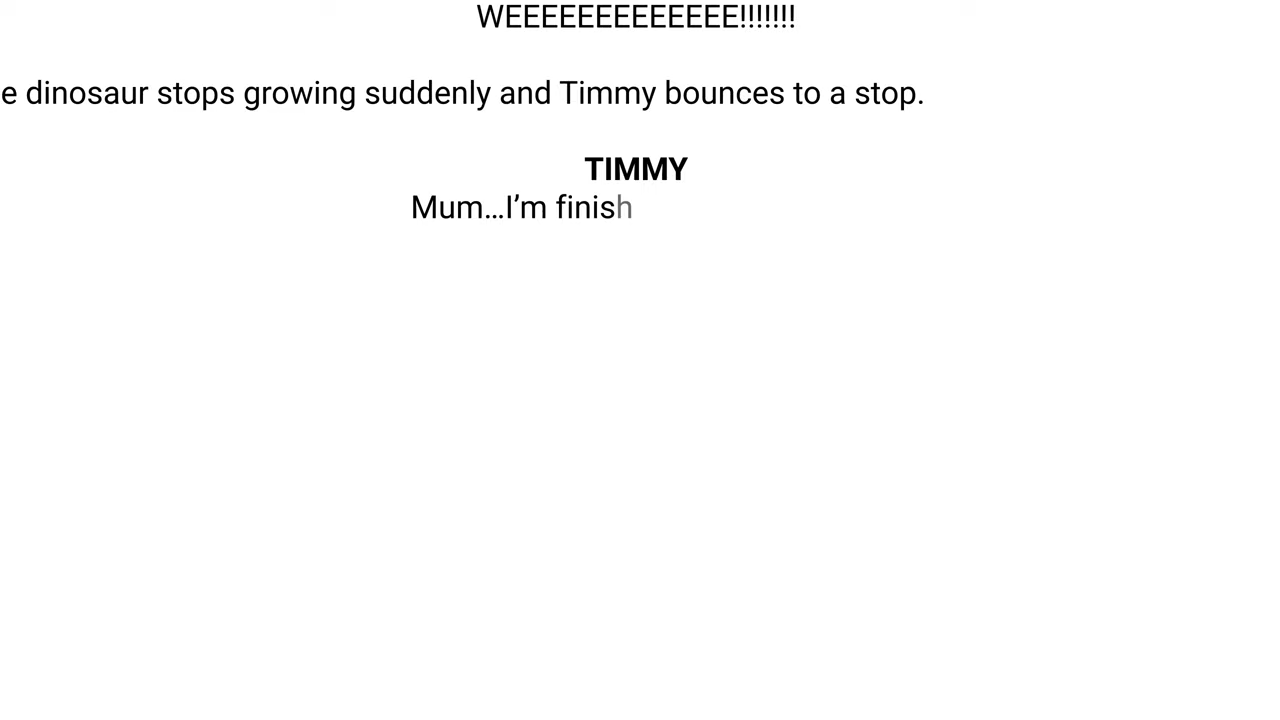 WEEEEEEEEEEEEE!!!!!!!
e dinosaur stops growing suddenly and Timmy bounces to a stop.
TIMMY
Mum…I’m finish